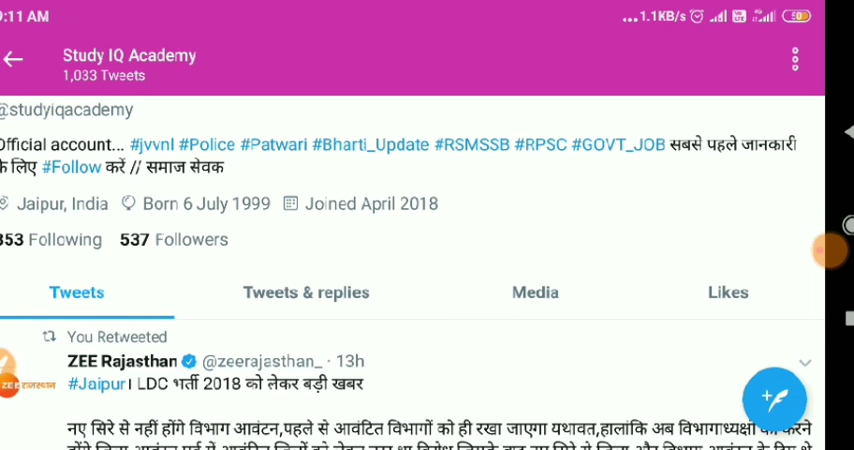 :11 AM ...1.1KB/s 50
Study IQ Academy
1,033 Tweets
@studyiqacademy
Official account... #jvvnl #Police #Patwari #Bharti_Update #RSMSSB #RPSC #GOVT_JOB सबसे पहले जानकारी
के लिए #Follow करें // समाज सेवक
Jaipur, India Born 6 July 1999 Joined April 2018
353 Following 537 Followers
Tweets Tweets & replies Media Likes
You Retweeted
ZEE Rajasthan @zeerajasthan_ · 13h
#Jaipur। LDC भर्ती 2018 को लेकर बड़ी खबर
नए सिरे से नहीं होंगे विभाग आवंटन,पहले से आवंटित विभागों को ही रखा जाएगा यथावत,हालांकि अब विभागाध्यक्षों करने